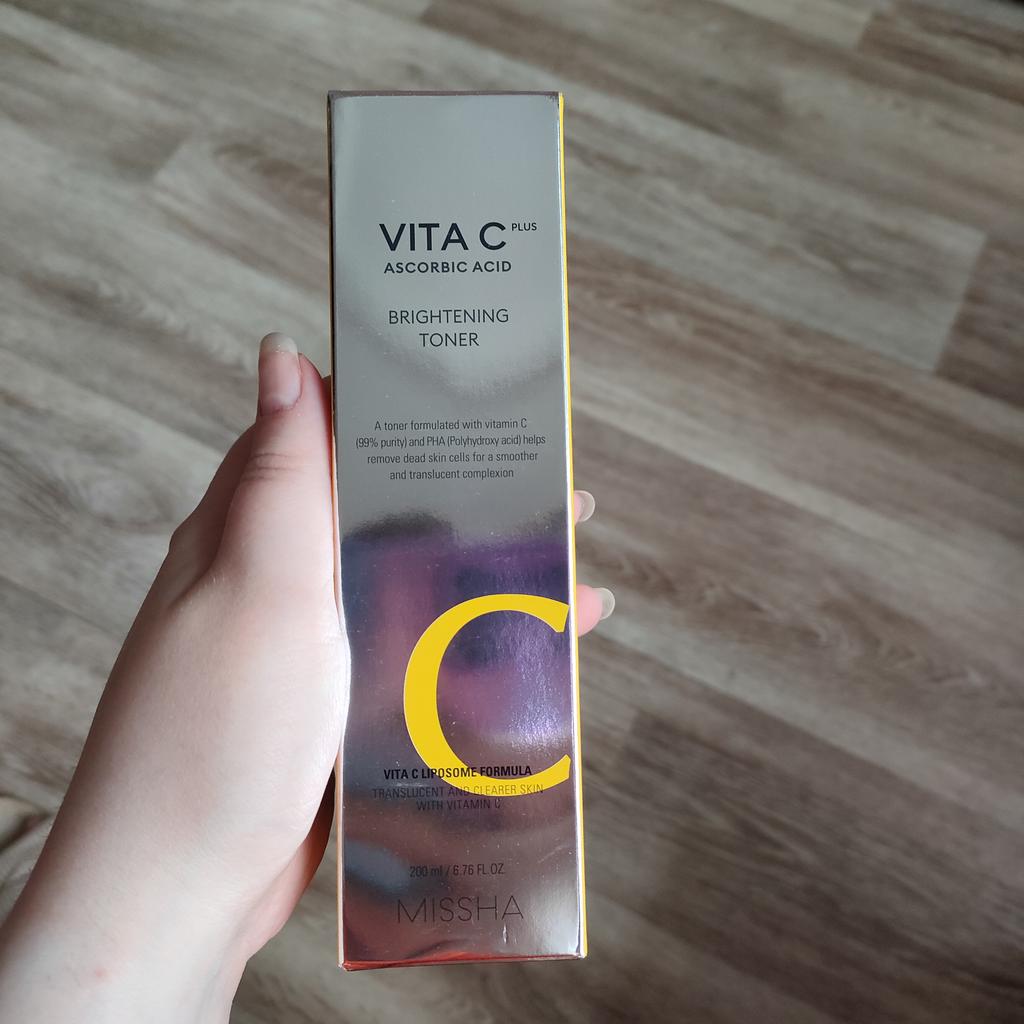 VITA C PLUS
ASCORBIC ACID
BRIGHTENING
TONER
A toner formulated with vitamin C
(99% purity) and PHA (Polyhydroxy acid) helps
remove dead skin cells for a smoother
and translucent complexion
C
VITA C LIPOSOME FORMULA
TRANSLUCENT AND CLEARER SKIN
WITH VITAMIN C
200 ml / 6.76 FL.OZ.
MISSHA